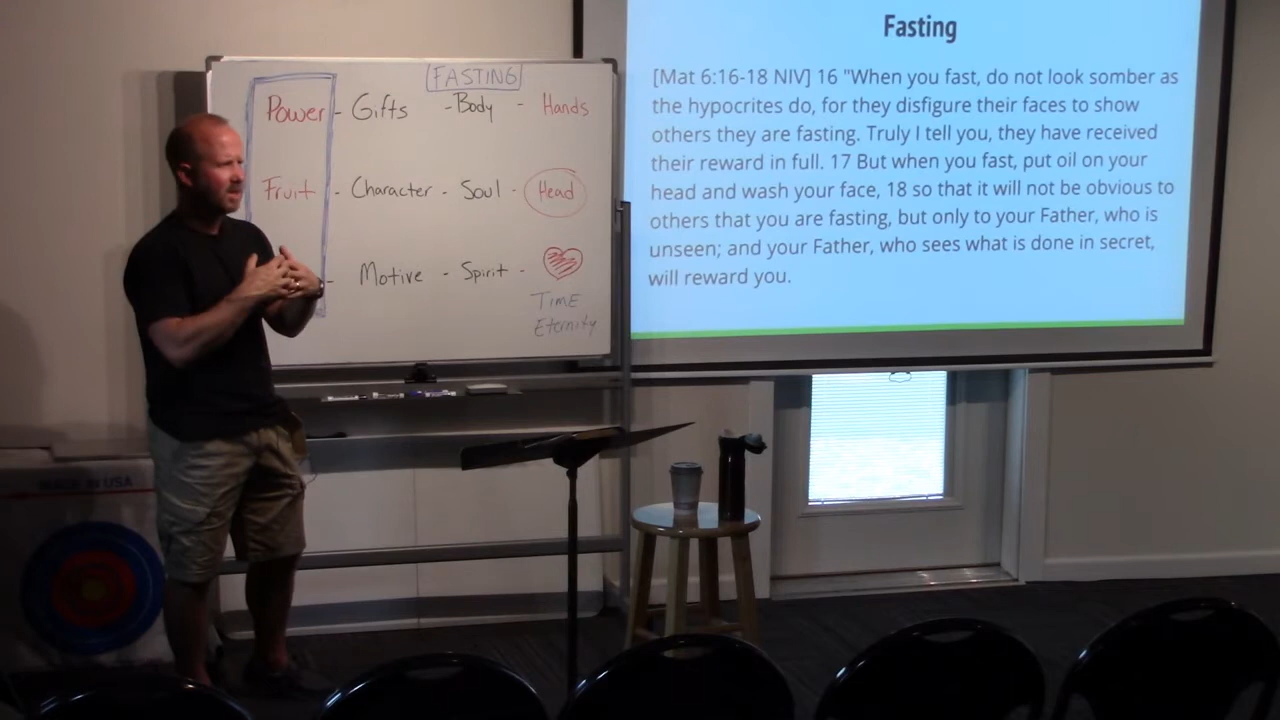 FASTING
Power - Gifts - Body - Hands
Fruit - Character - Soul - Head
- Motive - Spirit -
TIME
Eternity
Fasting
[Mat 6:16-18 NIV] 16 "When you fast, do not look somber as
the hypocrites do, for they disfigure their faces to show
others they are fasting. Truly I tell you, they have received
their reward in full. 17 But when you fast, put oil on your
head and wash your face, 18 so that it will not be obvious to
others that you are fasting, but only to your Father, who is
unseen; and your Father, who sees what is done in secret,
will reward you.
MADE IN USA